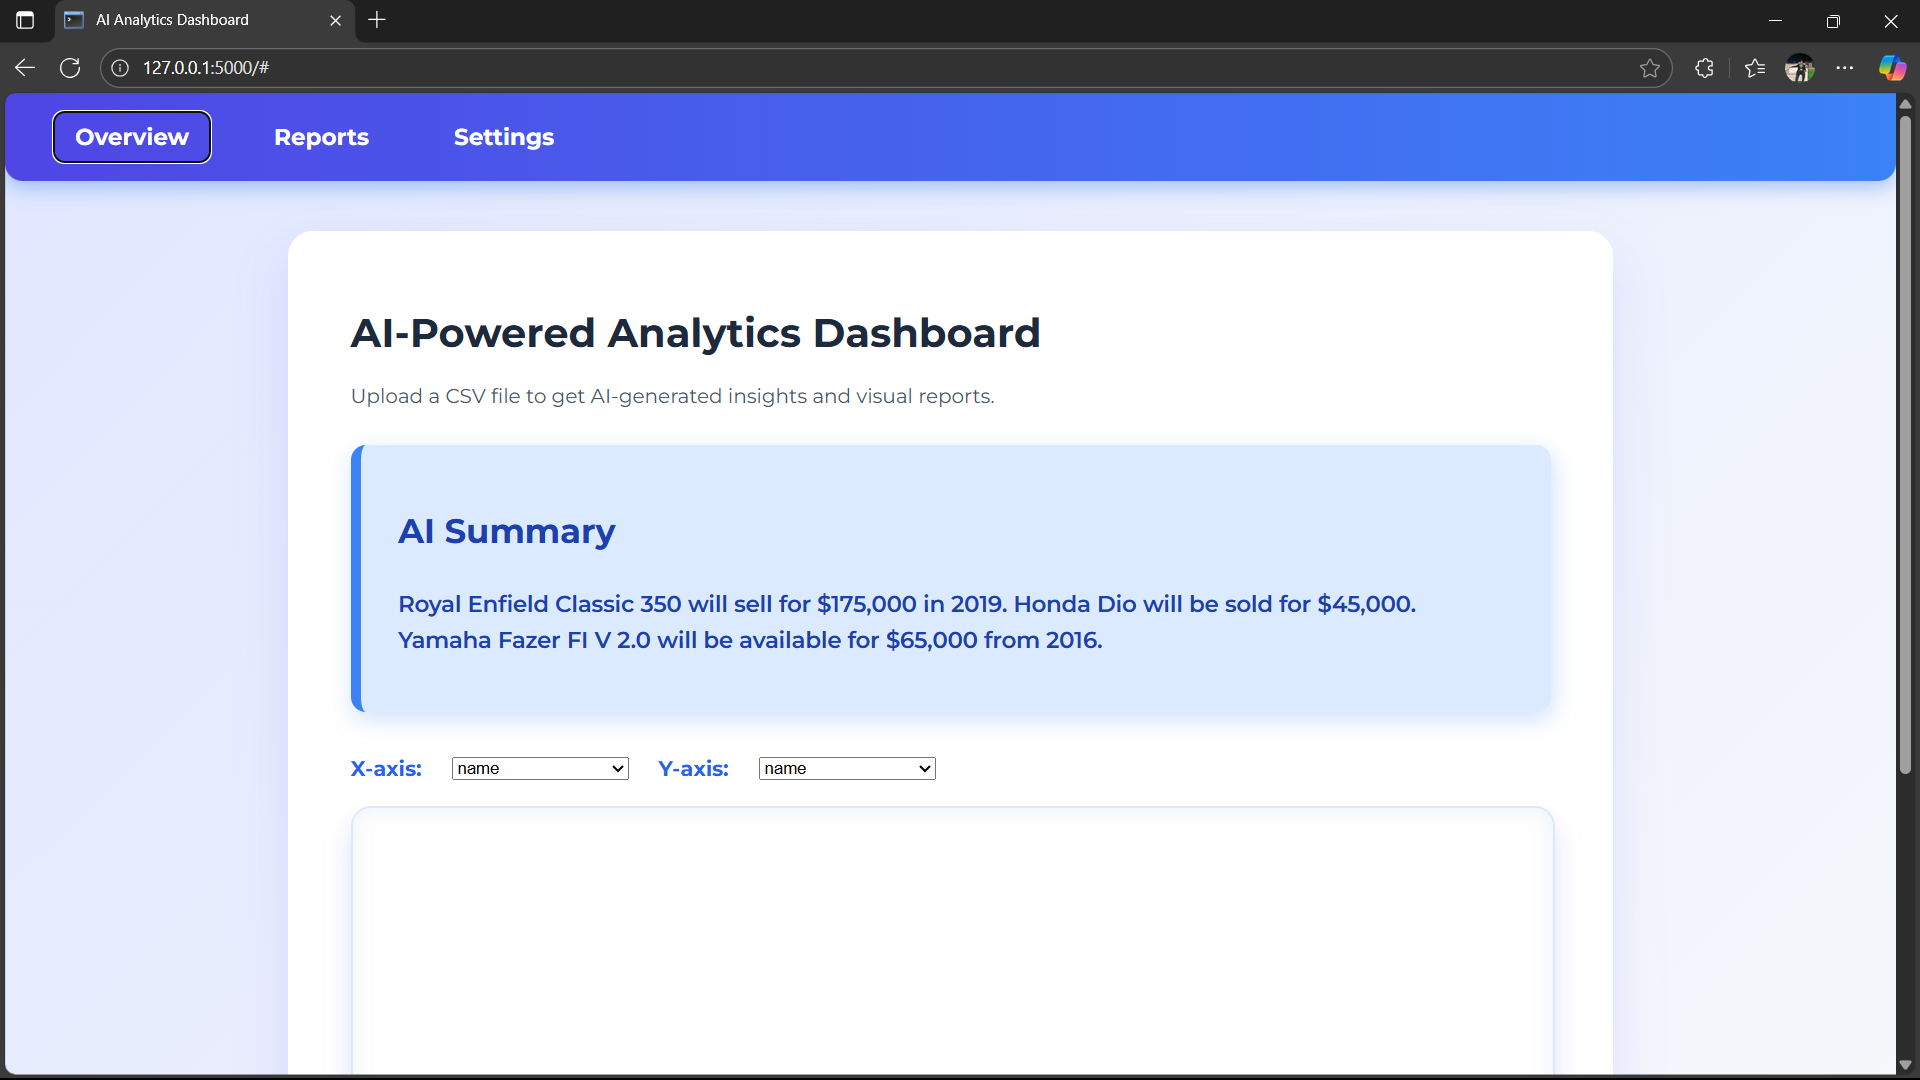 AI Analytics Dashboard
127.0.0.1:5000/#
Overview
Reports
Settings
AI-Powered Analytics Dashboard
Upload a CSV file to get AI-generated insights and visual reports.
AI Summary
Royal Enfield Classic 350 will sell for $175,000 in 2019. Honda Dio will be sold for $45,000.
Yamaha Fazer FI V 2.0 will be available for $65,000 from 2016.
X-axis: name Y-axis: name